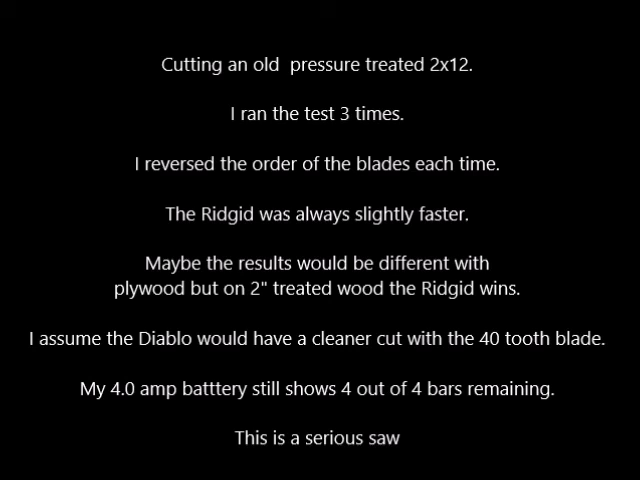 Cutting an old  pressure treated 2x12.
I ran the test 3 times.
I reversed the order of the blades each time.
The Ridgid was always slightly faster.
Maybe the results would be different with
plywood but on 2" treated wood the Ridgid wins.
I assume the Diablo would have a cleaner cut with the 40 tooth blade.
My 4.0 amp batttery still shows 4 out of 4 bars remaining.
This is a serious saw